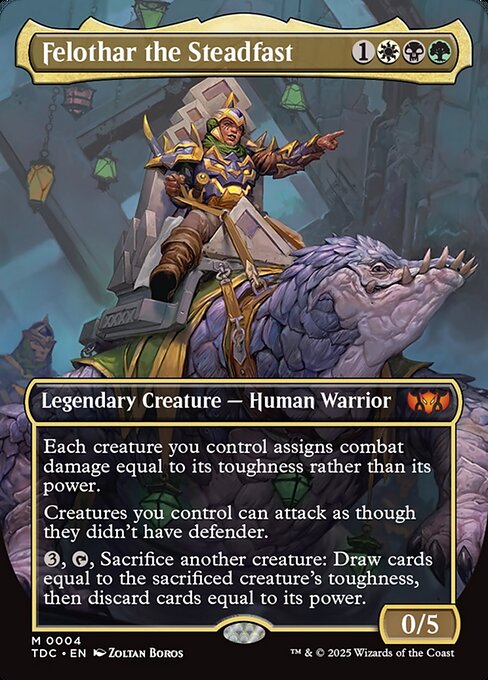 Felothar the Steadfast 1
Legendary Creature — Human Warrior
Each creature you control assigns combat
damage equal to its toughness rather than its
power.
Creatures you control can attack as though
they didn't have defender.
3, , Sacrifice another creature: Draw cards
equal to the sacrificed creature's toughness,
then discard cards equal to its power.
0/5
M 0004
TDC • EN Zoltan Boros
™ & © 2025 Wizards of the Coast